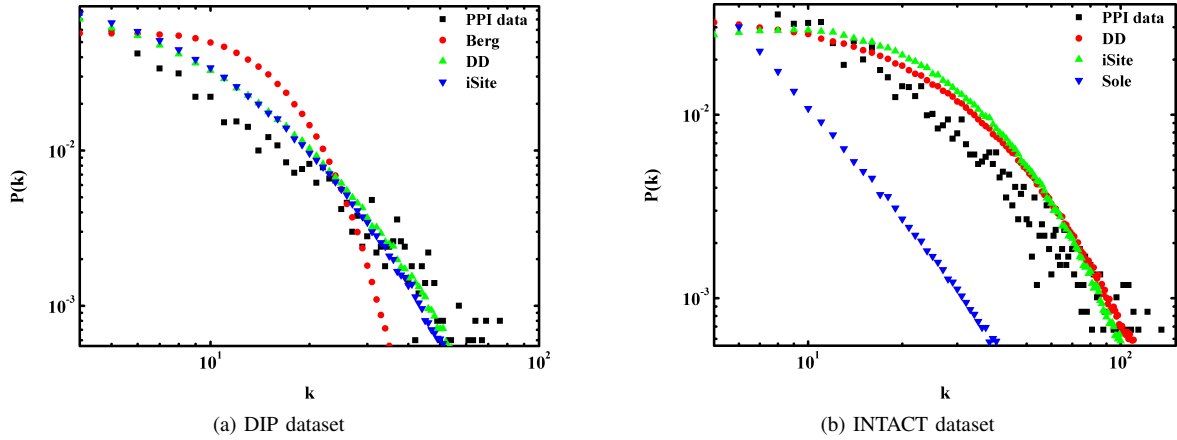 PPI data
Berg
DD
iSite
P(k)
10^-2
10^-3
10^1
10^2
k
(a) DIP dataset
PPI data
DD
iSite
Sole
P(k)
10^-2
10^-3
10^1
10^2
k
(b) INTACT dataset